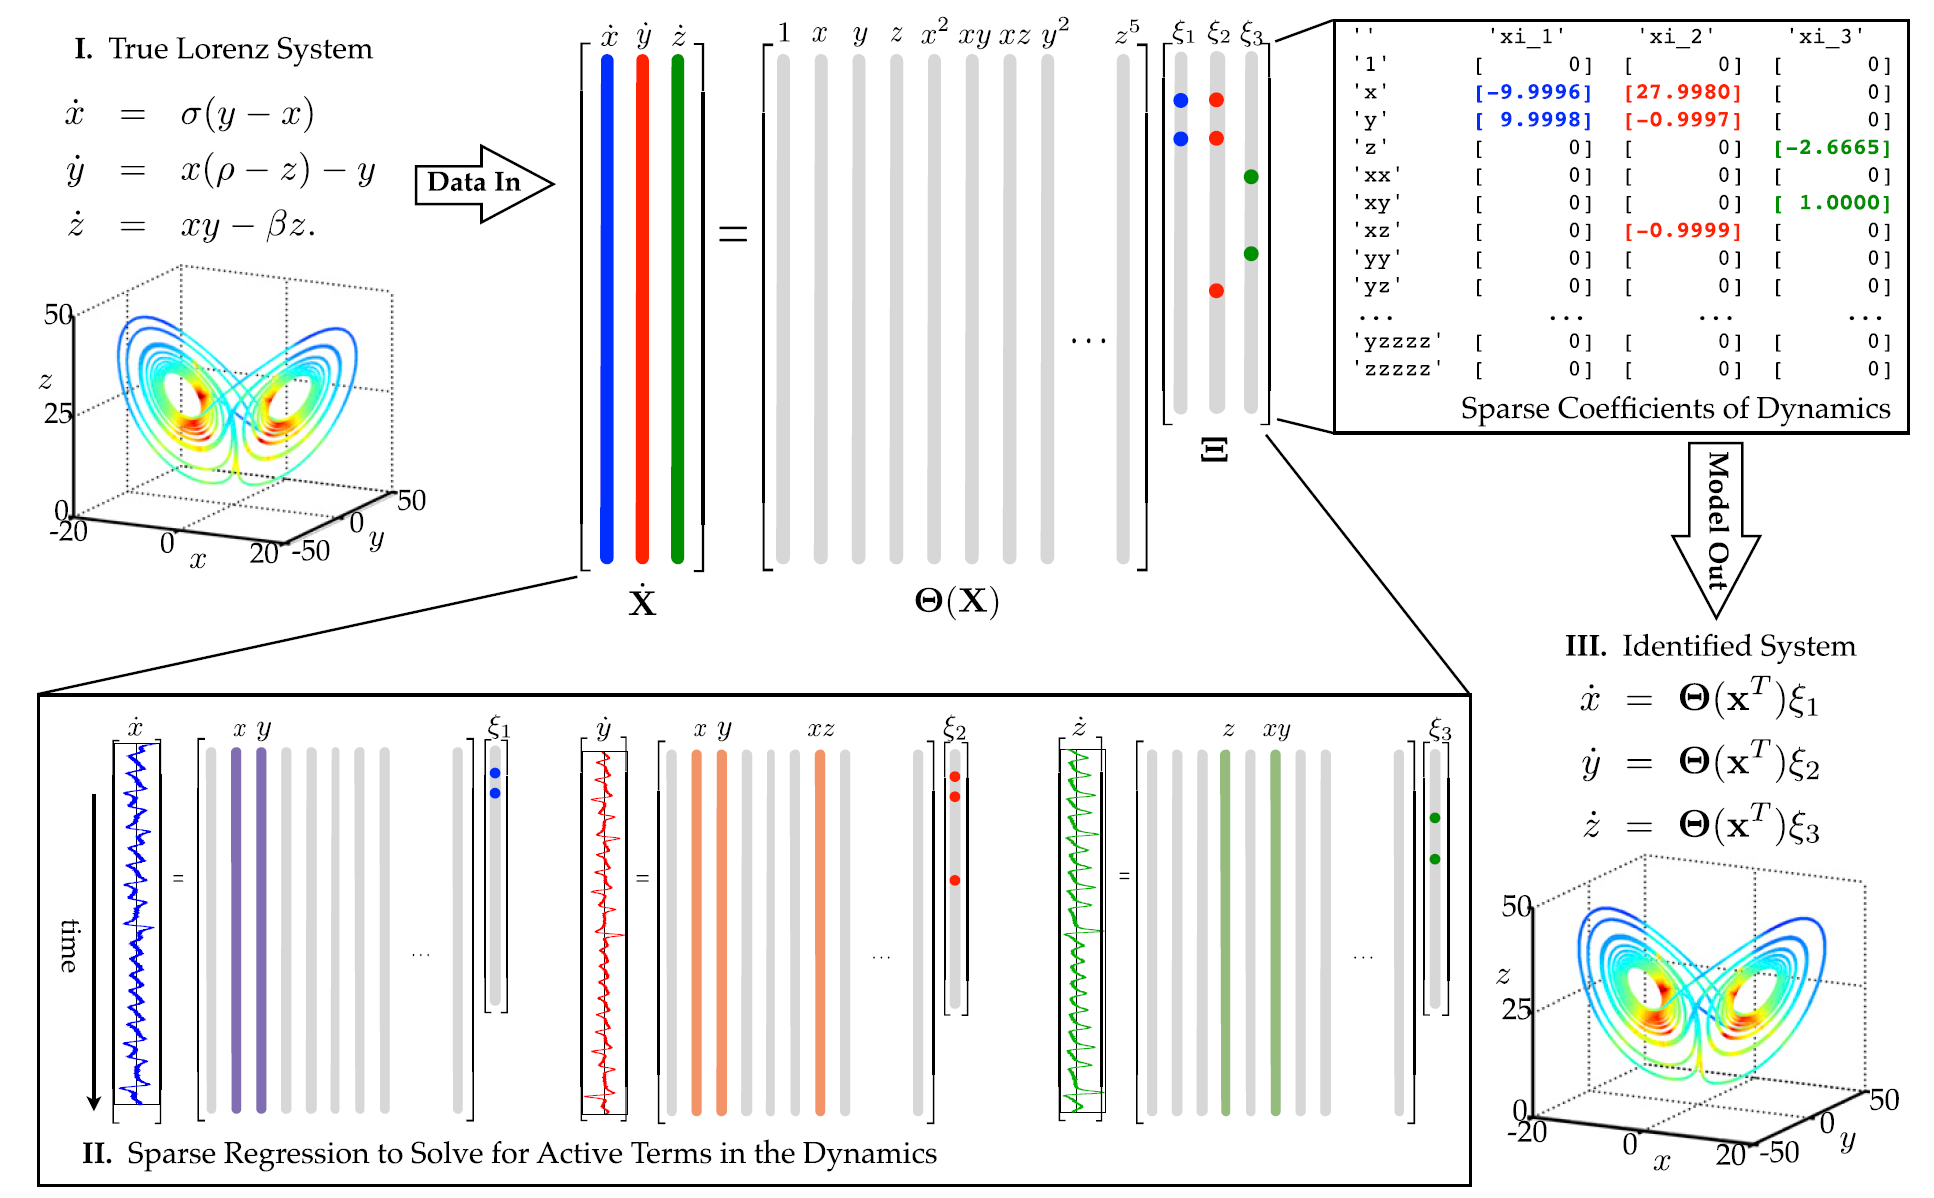 I. True Lorenz System
ẋ = σ(y − x)
ẏ = x(ρ − z) − y
ż = xy − βz.
50
z
25
0
-20
0
x
20
-50
0
y
50
Data In
ẋ ẏ ż
Ẋ
=
1 x y z x² xy xz y² z⁵
...
Θ(X)
ξ₁ ξ₂ ξ₃
Ξ
' ' 'xi_1' 'xi_2' 'xi_3'
'1' [ 0] [ 0] [ 0]
'x' [-9.9996] [27.9980] [ 0]
'y' [ 9.9998] [-0.9997] [ 0]
'z' [ 0] [ 0] [-2.6665]
'xx' [ 0] [ 0] [ 0]
'xy' [ 0] [ 0] [ 1.0000]
'xz' [ 0] [-0.9999] [ 0]
'yy' [ 0] [ 0] [ 0]
'yz' [ 0] [ 0] [ 0]
... ... ... ...
'yzzzz' [ 0] [ 0] [ 0]
'zzzzz' [ 0] [ 0] [ 0]
Sparse Coefficients of Dynamics
Model Out
time
ẋ = x y ... ξ₁
ẏ = x y xz ... ξ₂
ż = z xy ... ξ₃
II. Sparse Regression to Solve for Active Terms in the Dynamics
III. Identified System
ẋ = Θ(xᵀ)ξ₁
ẏ = Θ(xᵀ)ξ₂
ż = Θ(xᵀ)ξ₃
50
z
25
0
-20
0
x
20
-50
0
y
50